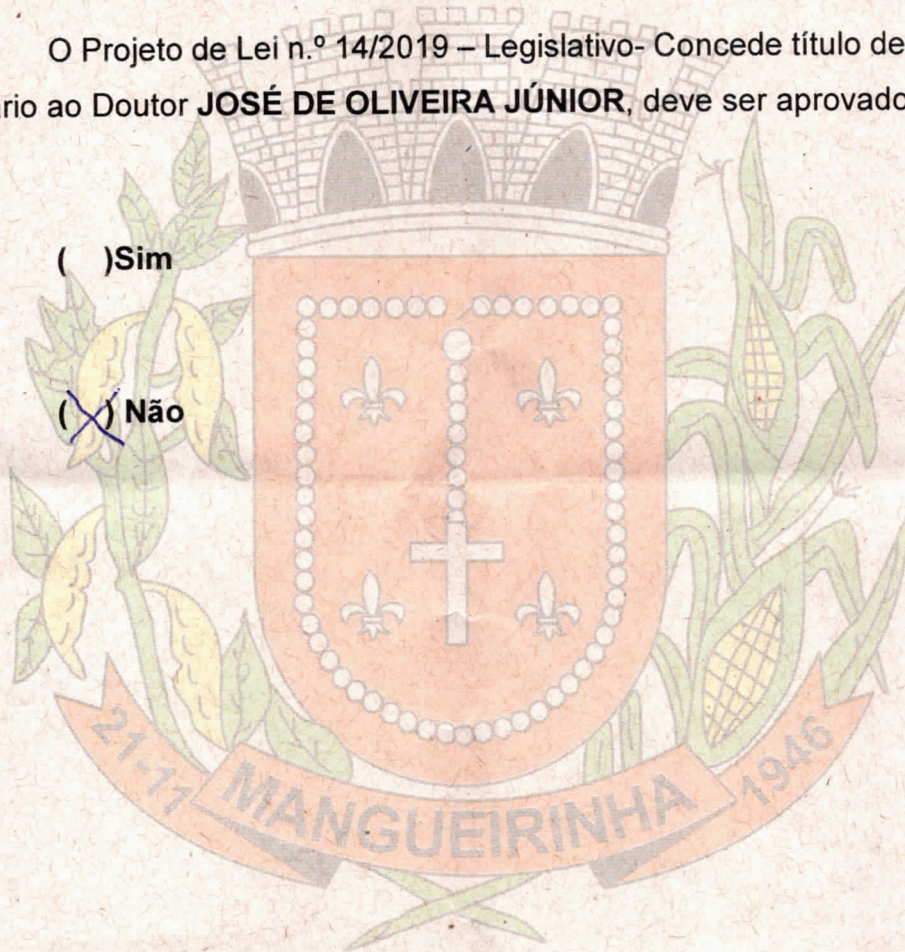 O Projeto de Lei n.º 14/2019 – Legislativo- Concede título de
ao Doutor JOSÉ DE OLIVEIRA JÚNIOR, deve ser aprovado
( )Sim
(X) Não
21-11 MANGUEIRINHA 1946